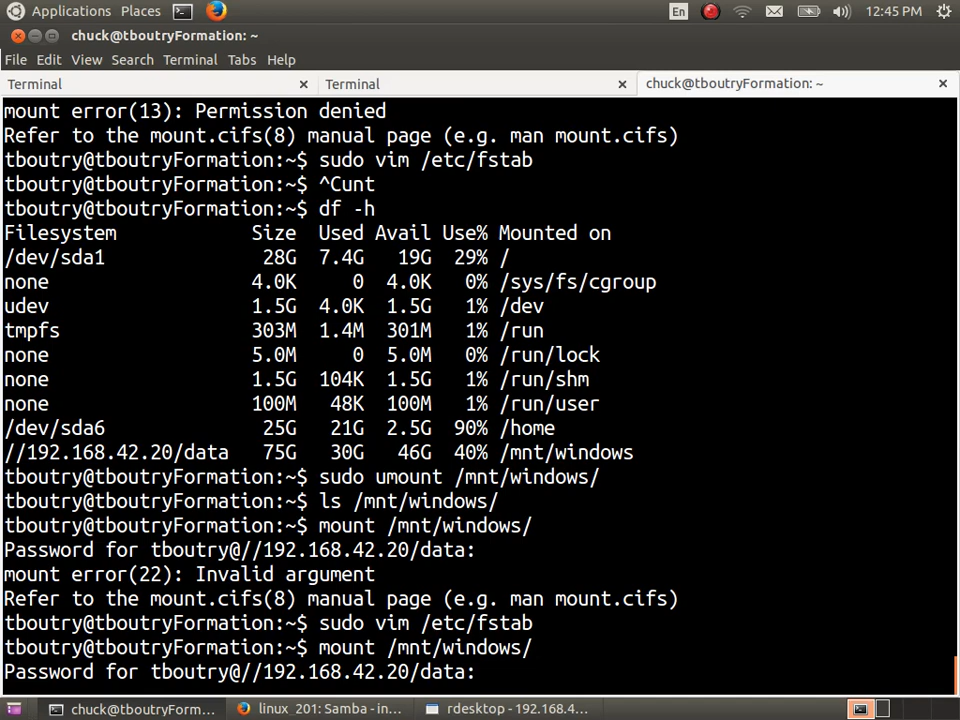 Applications Places En 12:45 PM
chuck@tboutryFormation: ~
File Edit View Search Terminal Tabs Help
Terminal Terminal chuck@tboutryFormation: ~
mount error(13): Permission denied
Refer to the mount.cifs(8) manual page (e.g. man mount.cifs)
tboutry@tboutryFormation:~$ sudo vim /etc/fstab
tboutry@tboutryFormation:~$ ^Cunt
tboutry@tboutryFormation:~$ df -h
Filesystem Size Used Avail Use% Mounted on
/dev/sda1 28G 7.4G 19G 29% /
none 4.0K 0 4.0K 0% /sys/fs/cgroup
udev 1.5G 4.0K 1.5G 1% /dev
tmpfs 303M 1.4M 301M 1% /run
none 5.0M 0 5.0M 0% /run/lock
none 1.5G 104K 1.5G 1% /run/shm
none 100M 48K 100M 1% /run/user
/dev/sda6 25G 21G 2.5G 90% /home
//192.168.42.20/data 75G 30G 46G 40% /mnt/windows
tboutry@tboutryFormation:~$ sudo umount /mnt/windows/
tboutry@tboutryFormation:~$ ls /mnt/windows/
tboutry@tboutryFormation:~$ mount /mnt/windows/
Password for tboutry@//192.168.42.20/data:
mount error(22): Invalid argument
Refer to the mount.cifs(8) manual page (e.g. man mount.cifs)
tboutry@tboutryFormation:~$ sudo vim /etc/fstab
tboutry@tboutryFormation:~$ mount /mnt/windows/
Password for tboutry@//192.168.42.20/data:
chuck@tboutryForm... linux_201: Samba - in... rdesktop - 192.168.4...